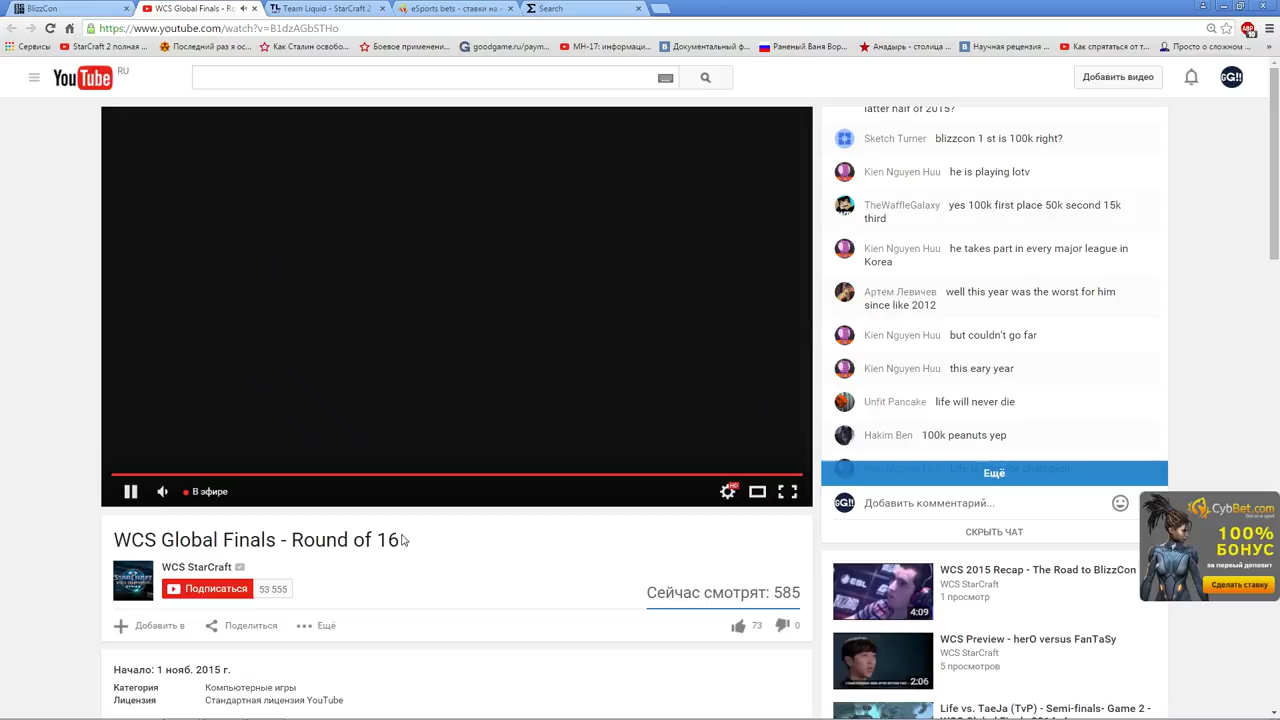 BlizzCon
WCS Global Finals - Ro
Team Liquid - StarCraft 2
eSports bets - ставки на
Search
https://www.youtube.com/watch?v=B1dzAGbSTHo
Сервисы
StarCraft 2 полная
Последний раз я ос
Как Сталин освобо...
Боевое применени...
goodgame.ru/paym...
МН-17: информаци...
Документальный ф...
Раненый Ваня Вор...
Анадырь - столица ...
Научная рецензия ...
Как спрятаться от т...
Просто о сложном ...
YouTube RU
Добавить видео
GG!!
latter half of 2015?
Sketch Turner blizzcon 1 st is 100k right?
Kien Nguyen Huu he is playing lotv
TheWaffleGalaxy yes 100k first place 50k second 15k
third
Kien Nguyen Huu he takes part in every major league in
Korea
Артем Левичев well this year was the worst for him
since like 2012
Kien Nguyen Huu but couldn't go far
Kien Nguyen Huu this eary year
Unfit Pancake life will never die
Hakim Ben 100k peanuts yep
Ещё
GG!! Добавить комментарий...
СКРЫТЬ ЧАТ
В эфире
HD
WCS Global Finals - Round of 16
WCS StarCraft
Подписаться 53 555
Сейчас смотрят: 585
Добавить в
Поделиться
Ещё
73
0
Начало: 1 нояб. 2015 г.
Категория Компьютерные игры
Лицензия Стандартная лицензия YouTube
WCS 2015 Recap - The Road to BlizzCon
WCS StarCraft
1 просмотр
4:09
WCS Preview - herO versus FanTaSy
WCS StarCraft
5 просмотров
2:06
Life vs. TaeJa (TvP) - Semi-finals- Game 2 -
CybBet.com
100%
БОНУС
за первый депозит
Сделать ставку